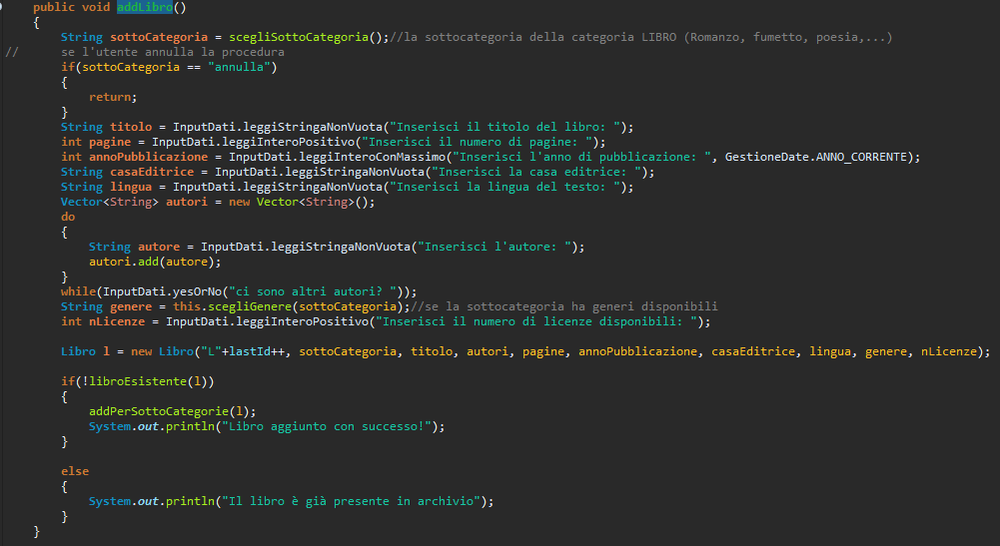 public void addLibro()
{
String sottoCategoria = scegliSottoCategoria();//la sottocategoria della categoria LIBRO (Romanzo, fumetto, poesia,...)
// se l'utente annulla la procedura
if(sottoCategoria == "annulla")
{
return;
}
String titolo = InputDati.leggiStringaNonVuota("Inserisci il titolo del libro: ");
int pagine = InputDati.leggiInteroPositivo("Inserisci il numero di pagine: ");
int annoPubblicazione = InputDati.leggiInteroConMassimo("Inserisci l'anno di pubblicazione: ", GestioneDate.ANNO_CORRENTE);
String casaEditrice = InputDati.leggiStringaNonVuota("Inserisci la casa editrice: ");
String lingua = InputDati.leggiStringaNonVuota("Inserisci la lingua del testo: ");
Vector<String> autori = new Vector<String>();
do
{
String autore = InputDati.leggiStringaNonVuota("Inserisci l'autore: ");
autori.add(autore);
}
while(InputDati.yesOrNo("ci sono altri autori? "));
String genere = this.scegliGenere(sottoCategoria);//se la sottocategoria ha generi disponibili
int nLicenze = InputDati.leggiInteroPositivo("Inserisci il numero di licenze disponibili: ");
Libro l = new Libro("L"+lastId++, sottoCategoria, titolo, autori, pagine, annoPubblicazione, casaEditrice, lingua, genere, nLicenze);
if(!libroEsistente(l))
{
addPerSottoCategorie(l);
System.out.println("Libro aggiunto con successo!");
}
else
{
System.out.println("Il libro è già presente in archivio");
}
}